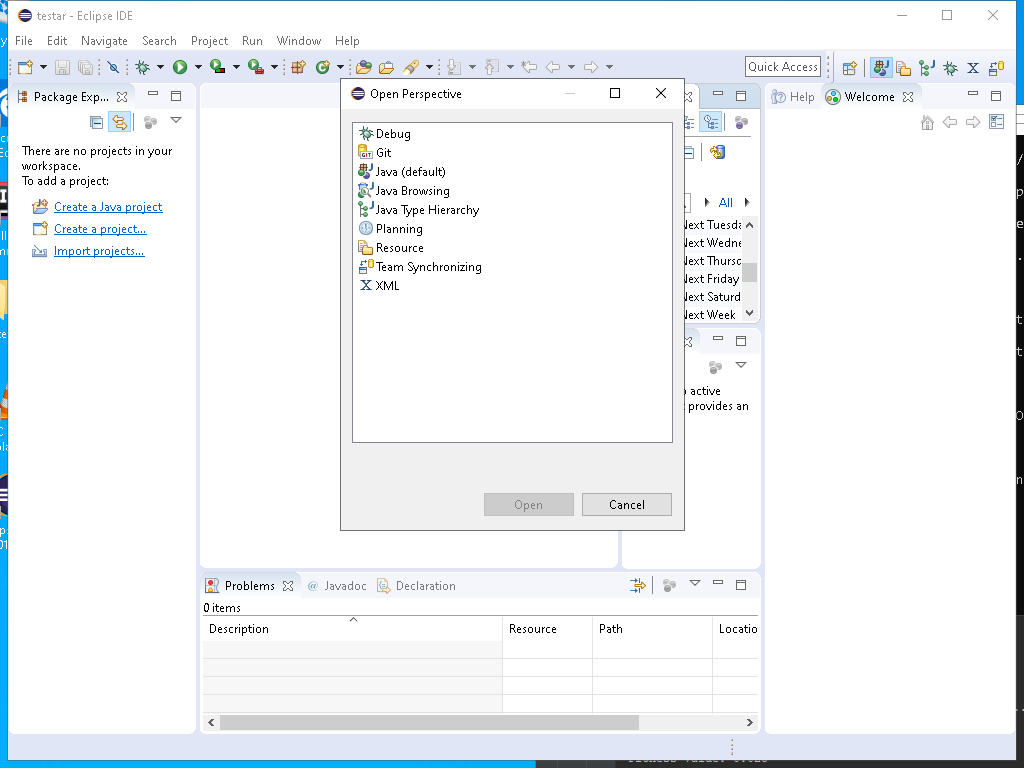 testar - Eclipse IDE
File Edit Navigate Search Project Run Window Help
Quick Access
Package Exp...
There are no projects in your
workspace.
To add a project:
Create a Java project
Create a project...
Import projects...
Open Perspective
Debug
Git
Java (default)
Java Browsing
Java Type Hierarchy
Planning
Resource
Team Synchronizing
XML
Open
Cancel
All
Next Tuesda
Next Wedne
Next Thursd
Next Friday
Next Saturd
Next Week
active
provides an
Help
Welcome
Problems
Javadoc
Declaration
0 items
Description Resource Path Locatio